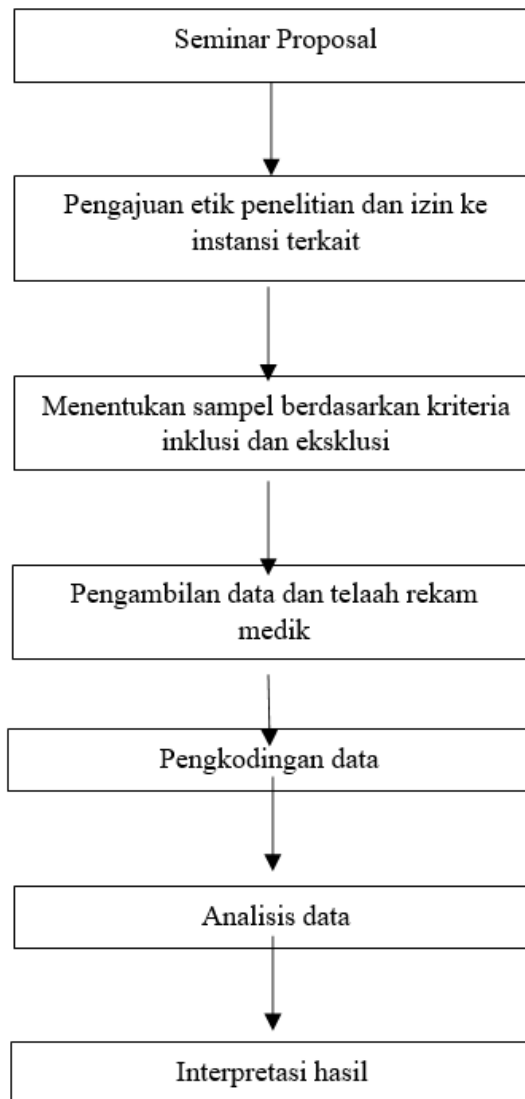 Seminar Proposal
Pengajuan etik penelitian dan izin ke
instansi terkait
Menentukan sampel berdasarkan kriteria
inklusi dan eksklusi
Pengambilan data dan telaah rekam
medik
Pengkodingan data
Analisis data
Interpretasi hasil